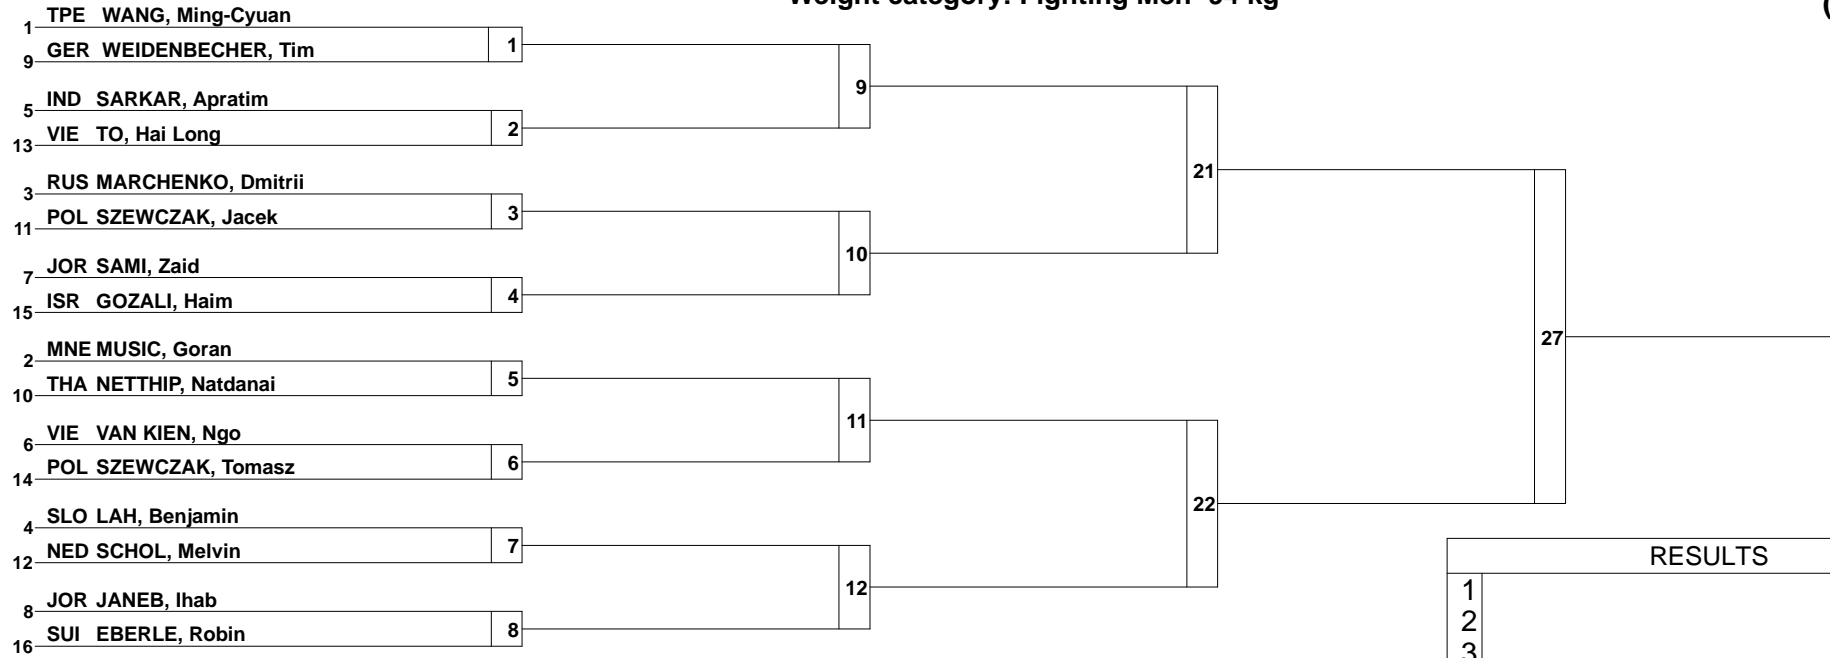 Weight category: Fighting Men -94 kg
1 TPE WANG, Ming-Cyuan
9 GER WEIDENBECHER, Tim
1
5 IND SARKAR, Apratim
13 VIE TO, Hai Long
2
9
3 RUS MARCHENKO, Dmitrii
11 POL SZEWCZAK, Jacek
3
21
7 JOR SAMI, Zaid
15 ISR GOZALI, Haim
4
10
2 MNE MUSIC, Goran
10 THA NETTHIP, Natdanai
5
27
6 VIE VAN KIEN, Ngo
14 POL SZEWCZAK, Tomasz
6
11
4 SLO LAH, Benjamin
12 NED SCHOL, Melvin
7
22
8 JOR JANEB, Ihab
16 SUI EBERLE, Robin
8
12
RESULTS
1
2
3